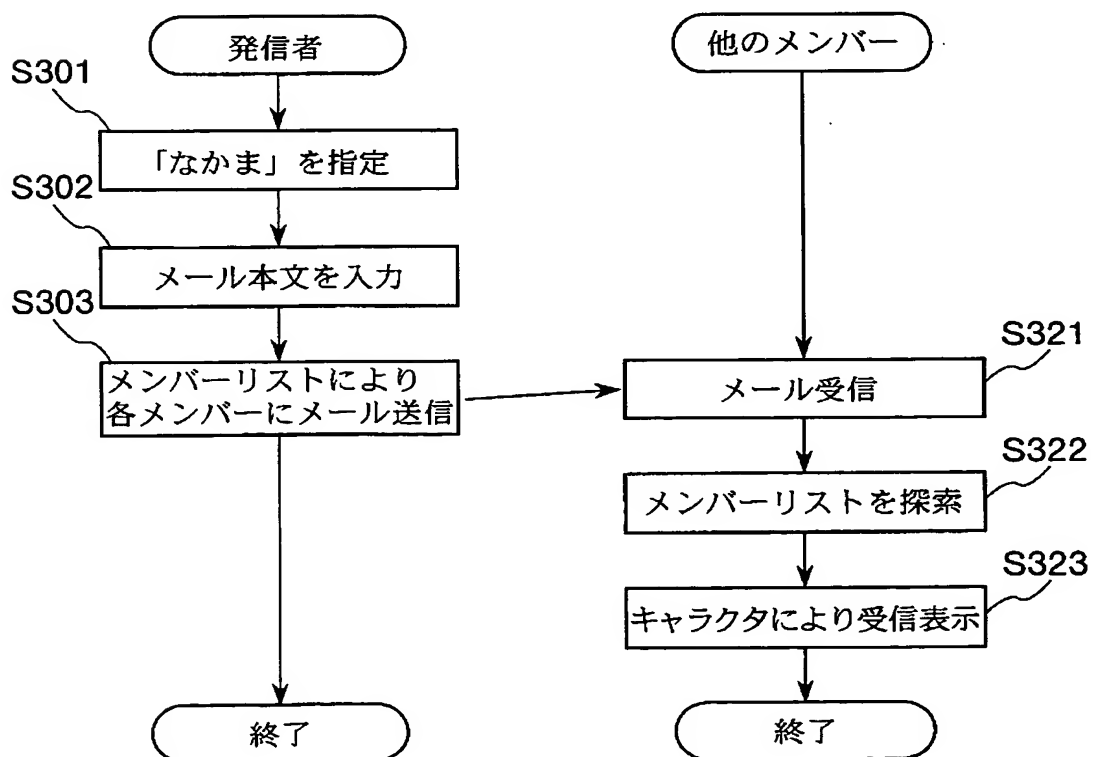 発信者
S301
「なかま」を指定
S302
メール本文を入力
S303
メンバーリストにより
各メンバーにメール送信
終了
他のメンバー
S321
メール受信
S322
メンバーリストを探索
S323
キャラクタにより受信表示
終了